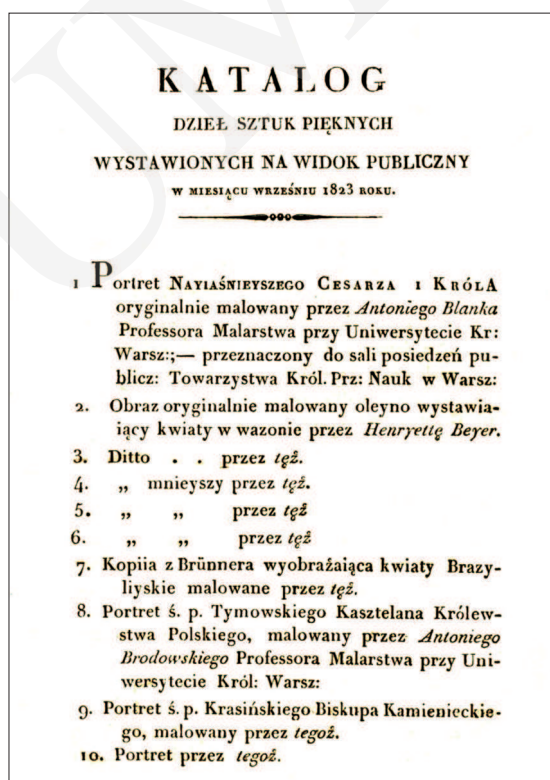 KATALOG
DZIEŁ SZTUK PIĘKNYCH
WYSTAWIONYCH NA WIDOK PUBLICZNY
W MIESIĄCU WRZEŚNIU 1823 ROKU.
1 Portret NAYIAŚNIEYSZEGO CESARZA I KRÓLA
oryginalnie malowany przez Antoniego Blanka
Professora Malarstwa przy Uniwersytecie Kr:
Warsz:;— przeznaczony do sali posiedzeń pu-
blicz: Towarzystwa Król. Prz: Nauk w Warsz:
2. Obraz oryginalnie malowany oleyno wystawia-
iący kwiaty w wazonie przez Henryettę Beyer.
3. Ditto . . przez tęż.
4. „ mnieyszy przez tęż.
5. „ „ przez tęż
6. „ „ przez tęż
7. Kopiia z Brünnera wyobrażaiąca kwiaty Brazy-
liyskie malowane przez tęż.
8. Portret ś. p. Tymowskiego Kasztelana Królew-
stwa Polskiego, malowany przez Antoniego
Brodowskiego Professora Malarstwa przy Uni-
wersytecie Król: Warsz:
9. Portret ś. p. Krasińskiego Biskupa Kamienieckie-
go, malowany przez tegoż.
10. Portret przez tegoż.